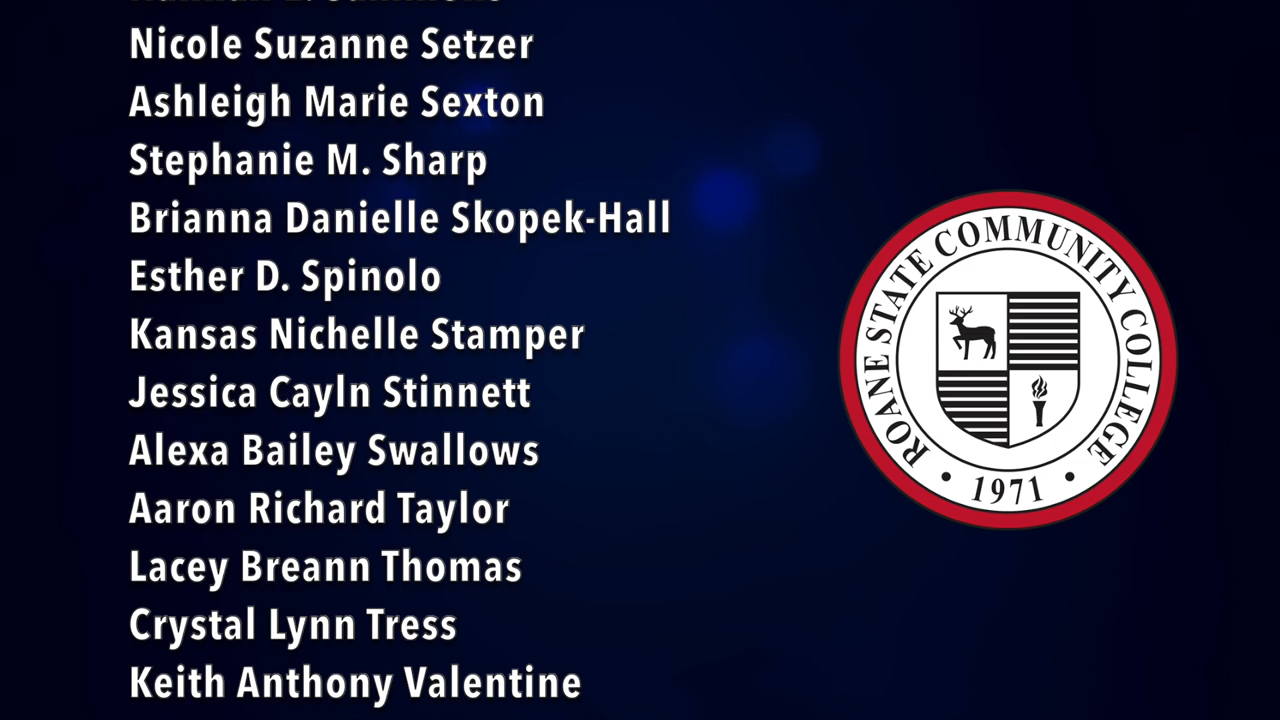 Nicole Suzanne Setzer
Ashleigh Marie Sexton
Stephanie M. Sharp
Brianna Danielle Skopek-Hall
Esther D. Spinolo
Kansas Nichelle Stamper
Jessica Cayln Stinnett
Alexa Bailey Swallows
Aaron Richard Taylor
Lacey Breann Thomas
Crystal Lynn Tress
Keith Anthony Valentine
ROANE STATE COMMUNITY COLLEGE
• 1971 •